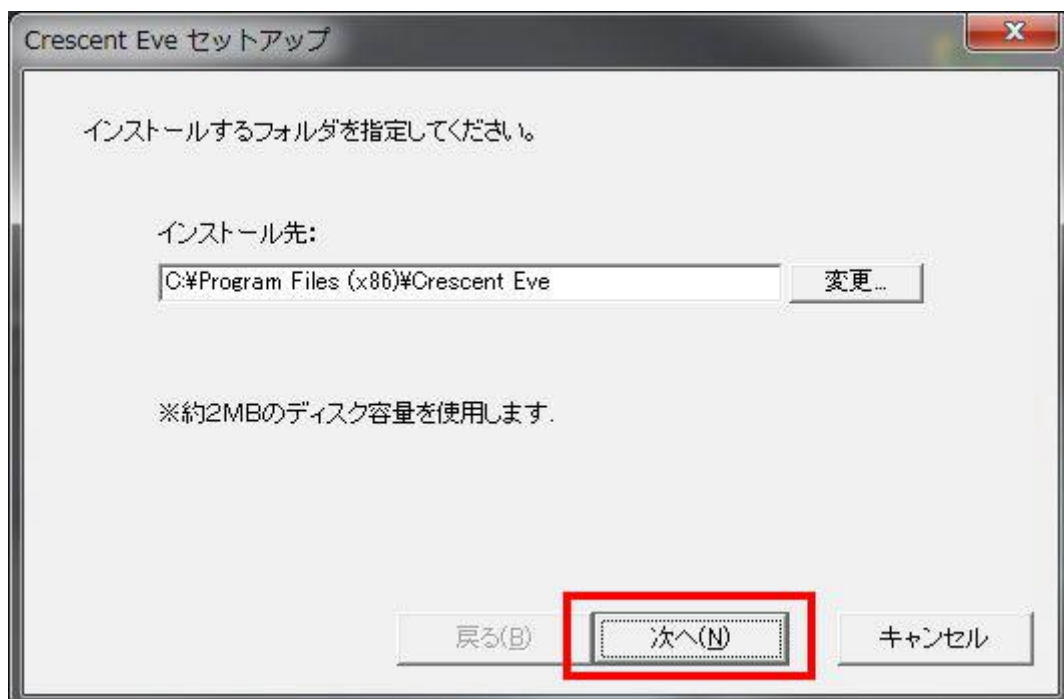 Crescent Eve セットアップ
インストールするフォルダを指定してください。
インストール先:
C:¥Program Files (x86)¥Crescent Eve
変更...
※約2MBのディスク容量を使用します.
戻る(B)
次へ(N)
キャンセル